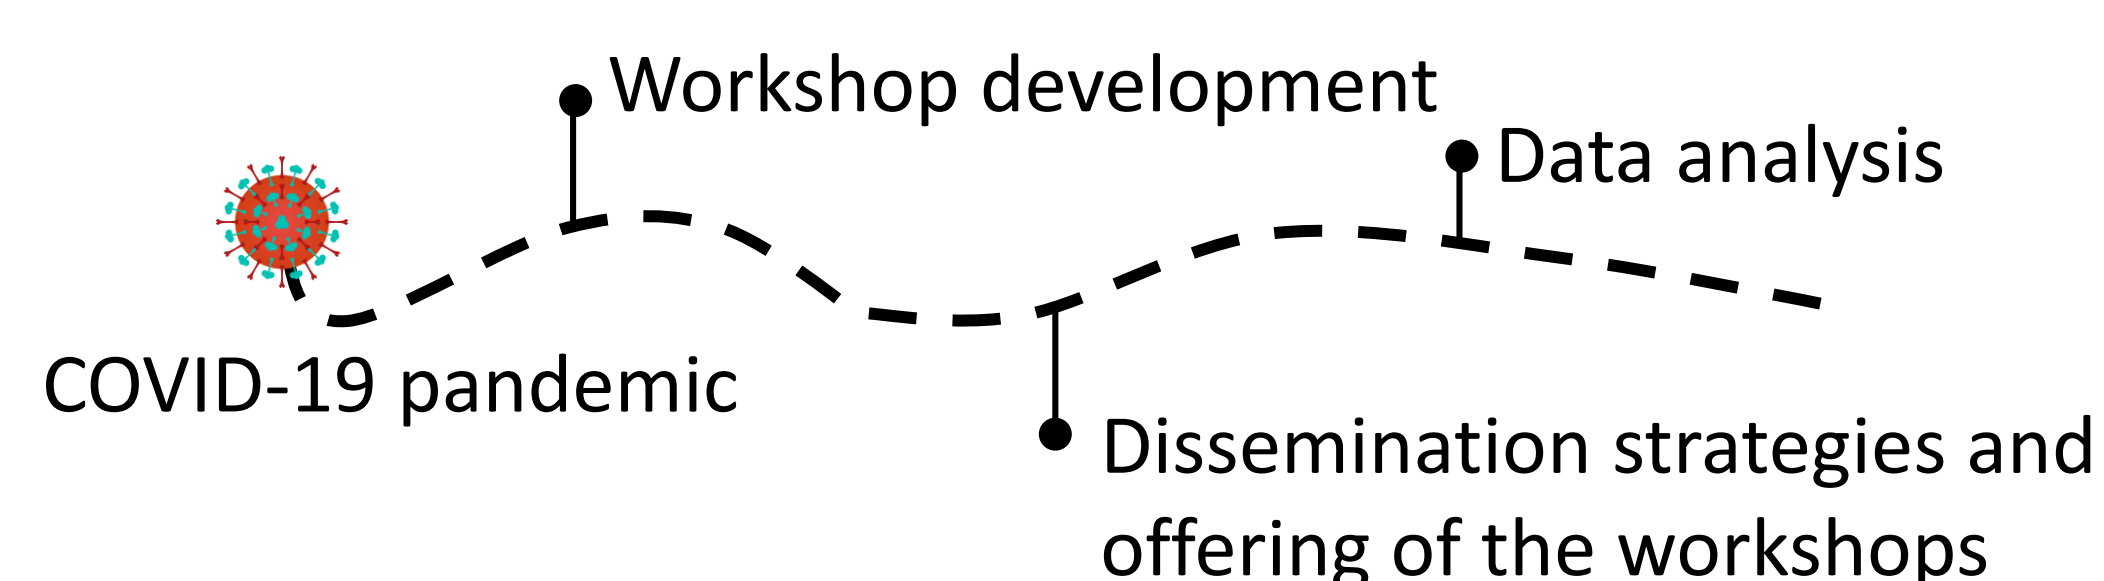 Workshop development
Data analysis
COVID-19 pandemic
Dissemination strategies and
offering of the workshops